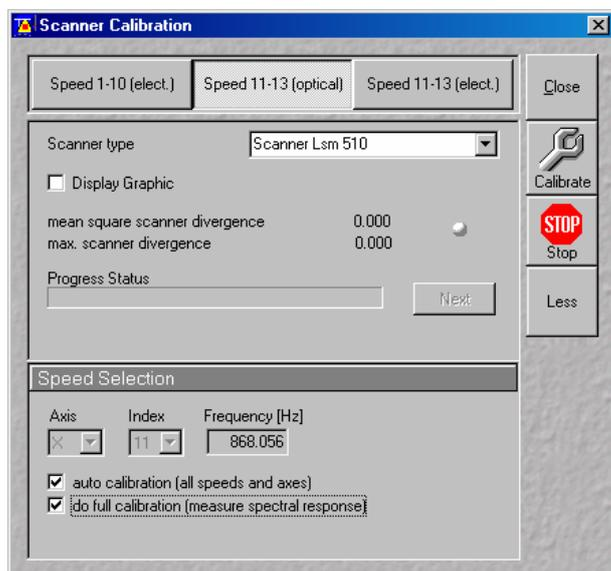 Scanner Calibration
Speed 1-10 (elect.) Speed 11-13 (optical) Speed 11-13 (elect.) Close
Scanner type Scanner Lsm 510
Calibrate
Display Graphic
mean square scanner divergence 0.000
max. scanner divergence 0.000
STOP
Stop
Progress Status
Next
Less
Speed Selection
Axis Index Frequency [Hz]
X 11 868.056
auto calibration (all speeds and axes)
do full calibration (measure spectral response)